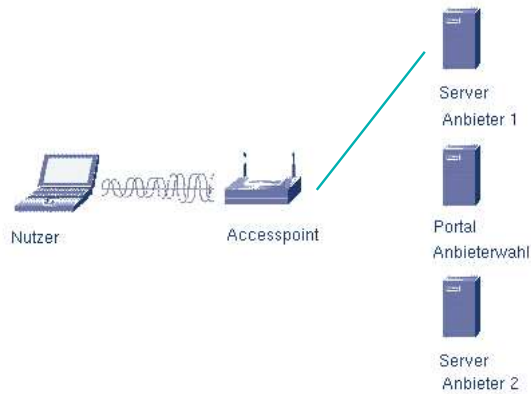 Server
Anbieter 1
Nutzer
Accesspoint
Portal
Anbieterwahl
Server
Anbieter 2